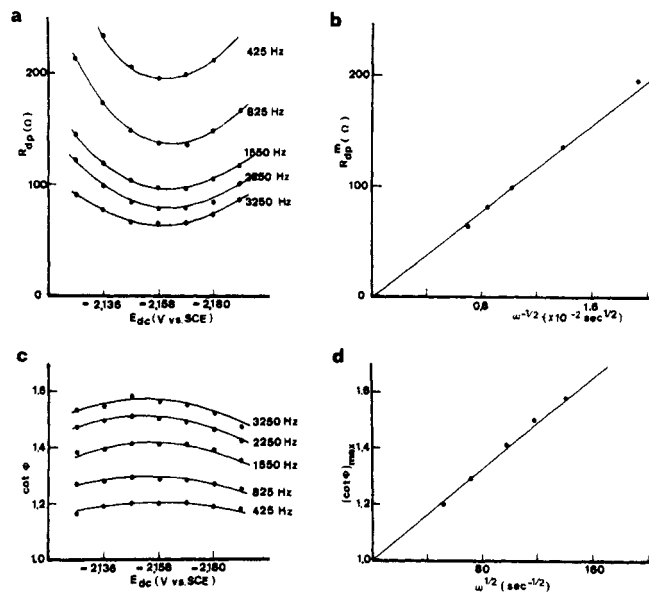 a
200
100
0
R_dp (Ω)
425 Hz
825 Hz
1550 Hz
2250 Hz
3250 Hz
-2,136
-2,158
-2,180
E_dc (V vs. SCE)
b
200
100
0
R_dp^m (Ω)
0.8
1.6
ω^-1/2 (x10^-2 sec^1/2)
c
1.6
1.4
1.2
1.0
cot Φ
3250 Hz
2250 Hz
1550 Hz
825 Hz
425 Hz
-2,136
-2,158
-2,180
E_dc (V vs. SCE)
d
1.6
1.4
1.2
1.0
(cot Φ)_max
80
160
ω^1/2 (sec^-1/2)